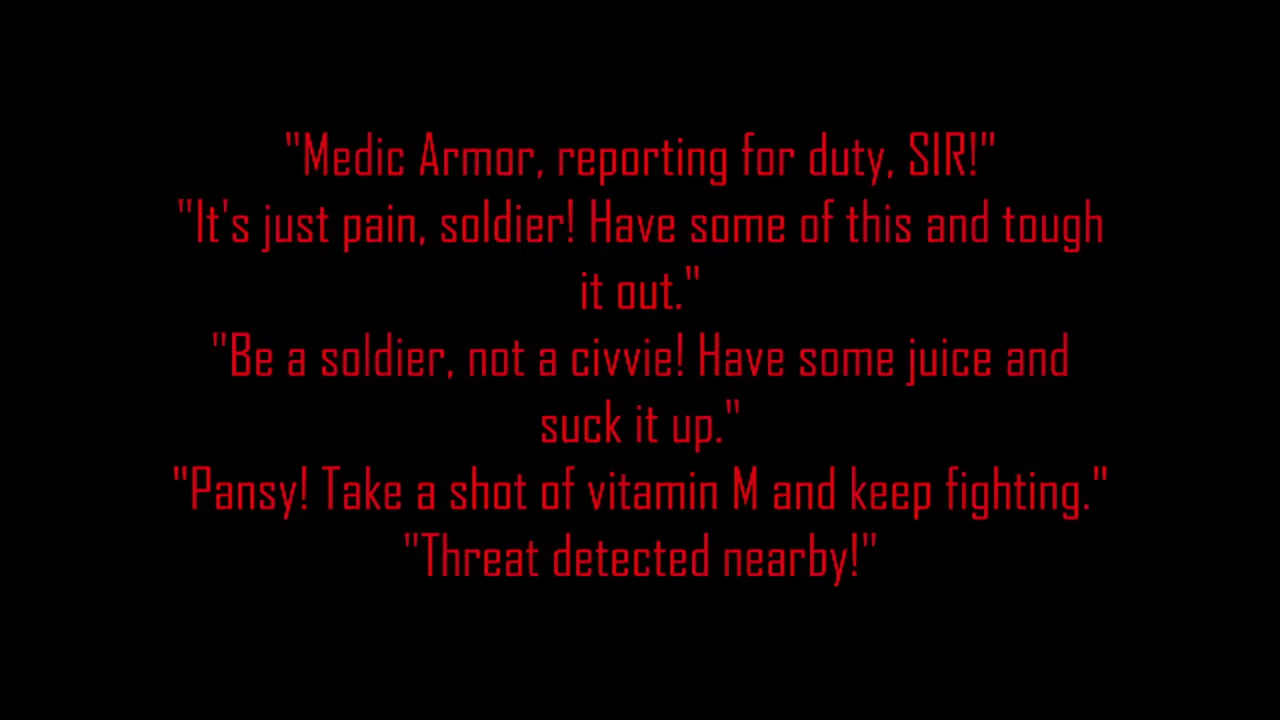 "Medic Armor, reporting for duty, SIR!"
"It's just pain, soldier! Have some of this and tough
it out."
"Be a soldier, not a civvie! Have some juice and
suck it up."
"Pansy! Take a shot of vitamin M and keep fighting."
"Threat detected nearby!"